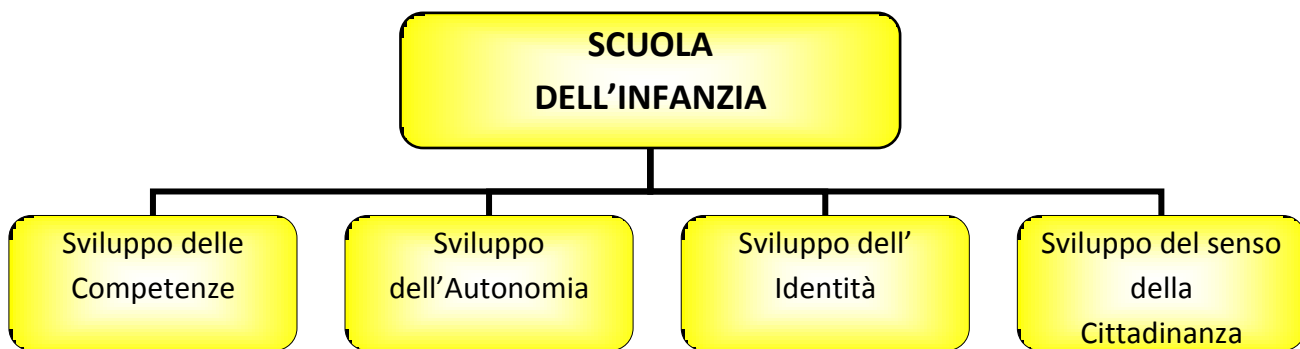 SCUOLA
DELL’INFANZIA
Sviluppo delle
Competenze
Sviluppo
dell’Autonomia
Sviluppo dell’
Identità
Sviluppo del senso
della
Cittadinanza